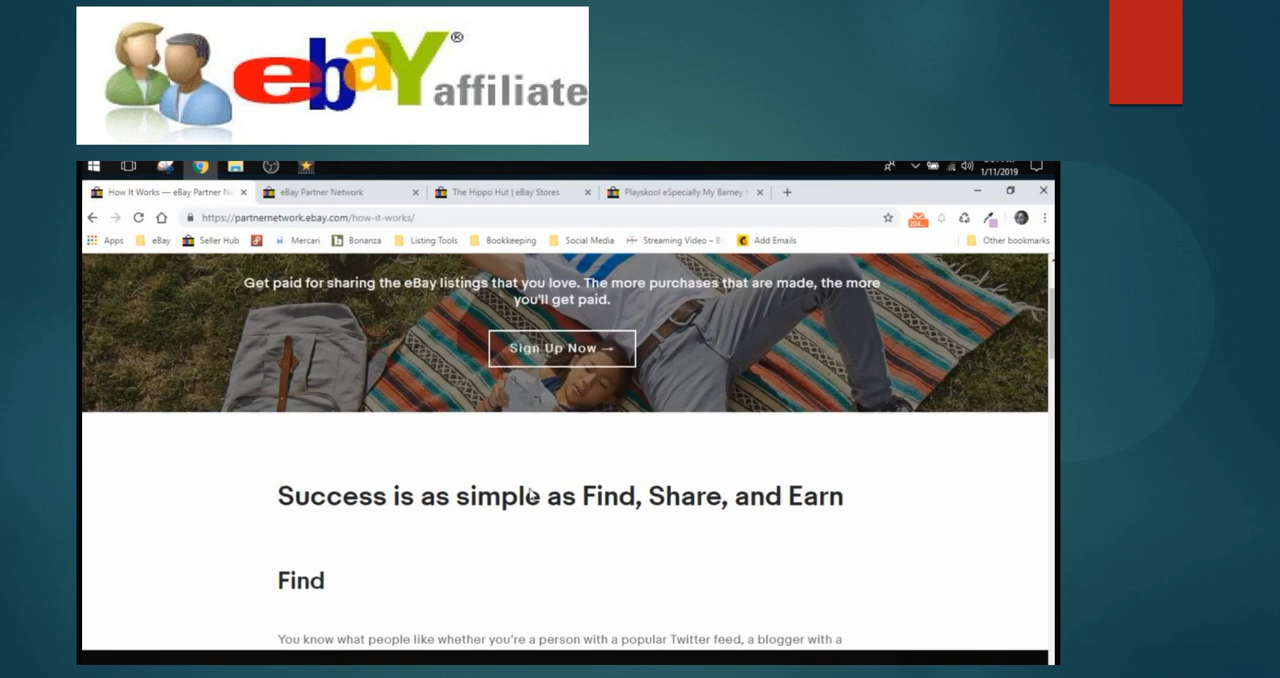 ebay® affiliate
1/11/2019
How It Works — eBay Partner Ne
eBay Partner Network
The Hippo Hut | eBay Stores
Playskool eSpecially My Barney
https://partnernetwork.ebay.com/how-it-works/
Apps eBay Seller Hub Mercari Bonanza Listing Tools Bookkeeping Social Media Streaming Video – Add Emails Other bookmarks
Get paid for sharing the eBay listings that you love. The more purchases that are made, the more
you'll get paid.
Sign Up Now →
Success is as simple as Find, Share, and Earn
Find
You know what people like whether you're a person with a popular Twitter feed, a blogger with a